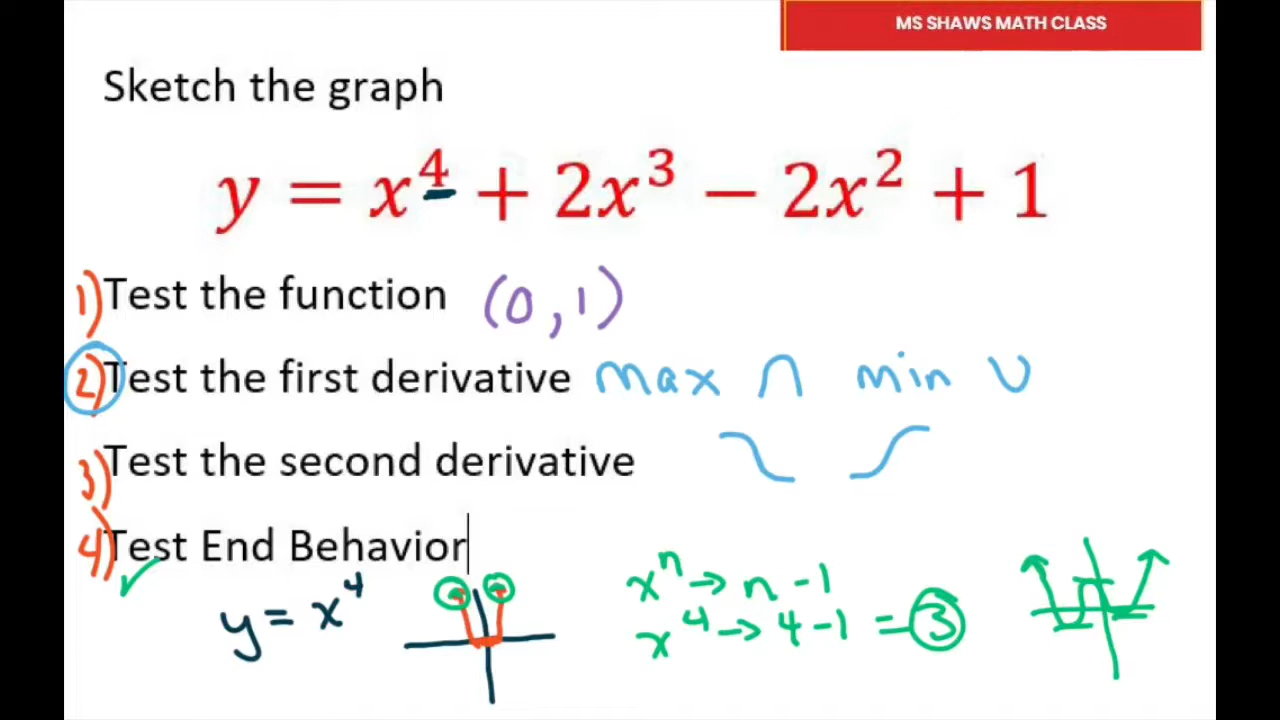 MS SHAWS MATH CLASS
Sketch the graph
y = x⁴ + 2x³ − 2x² + 1
1) Test the function (0,1)
2) Test the first derivative max ∩ min ∪
3) Test the second derivative
4) Test End Behavior
y = x⁴
xⁿ → n - 1
x⁴ → 4 - 1 = 3